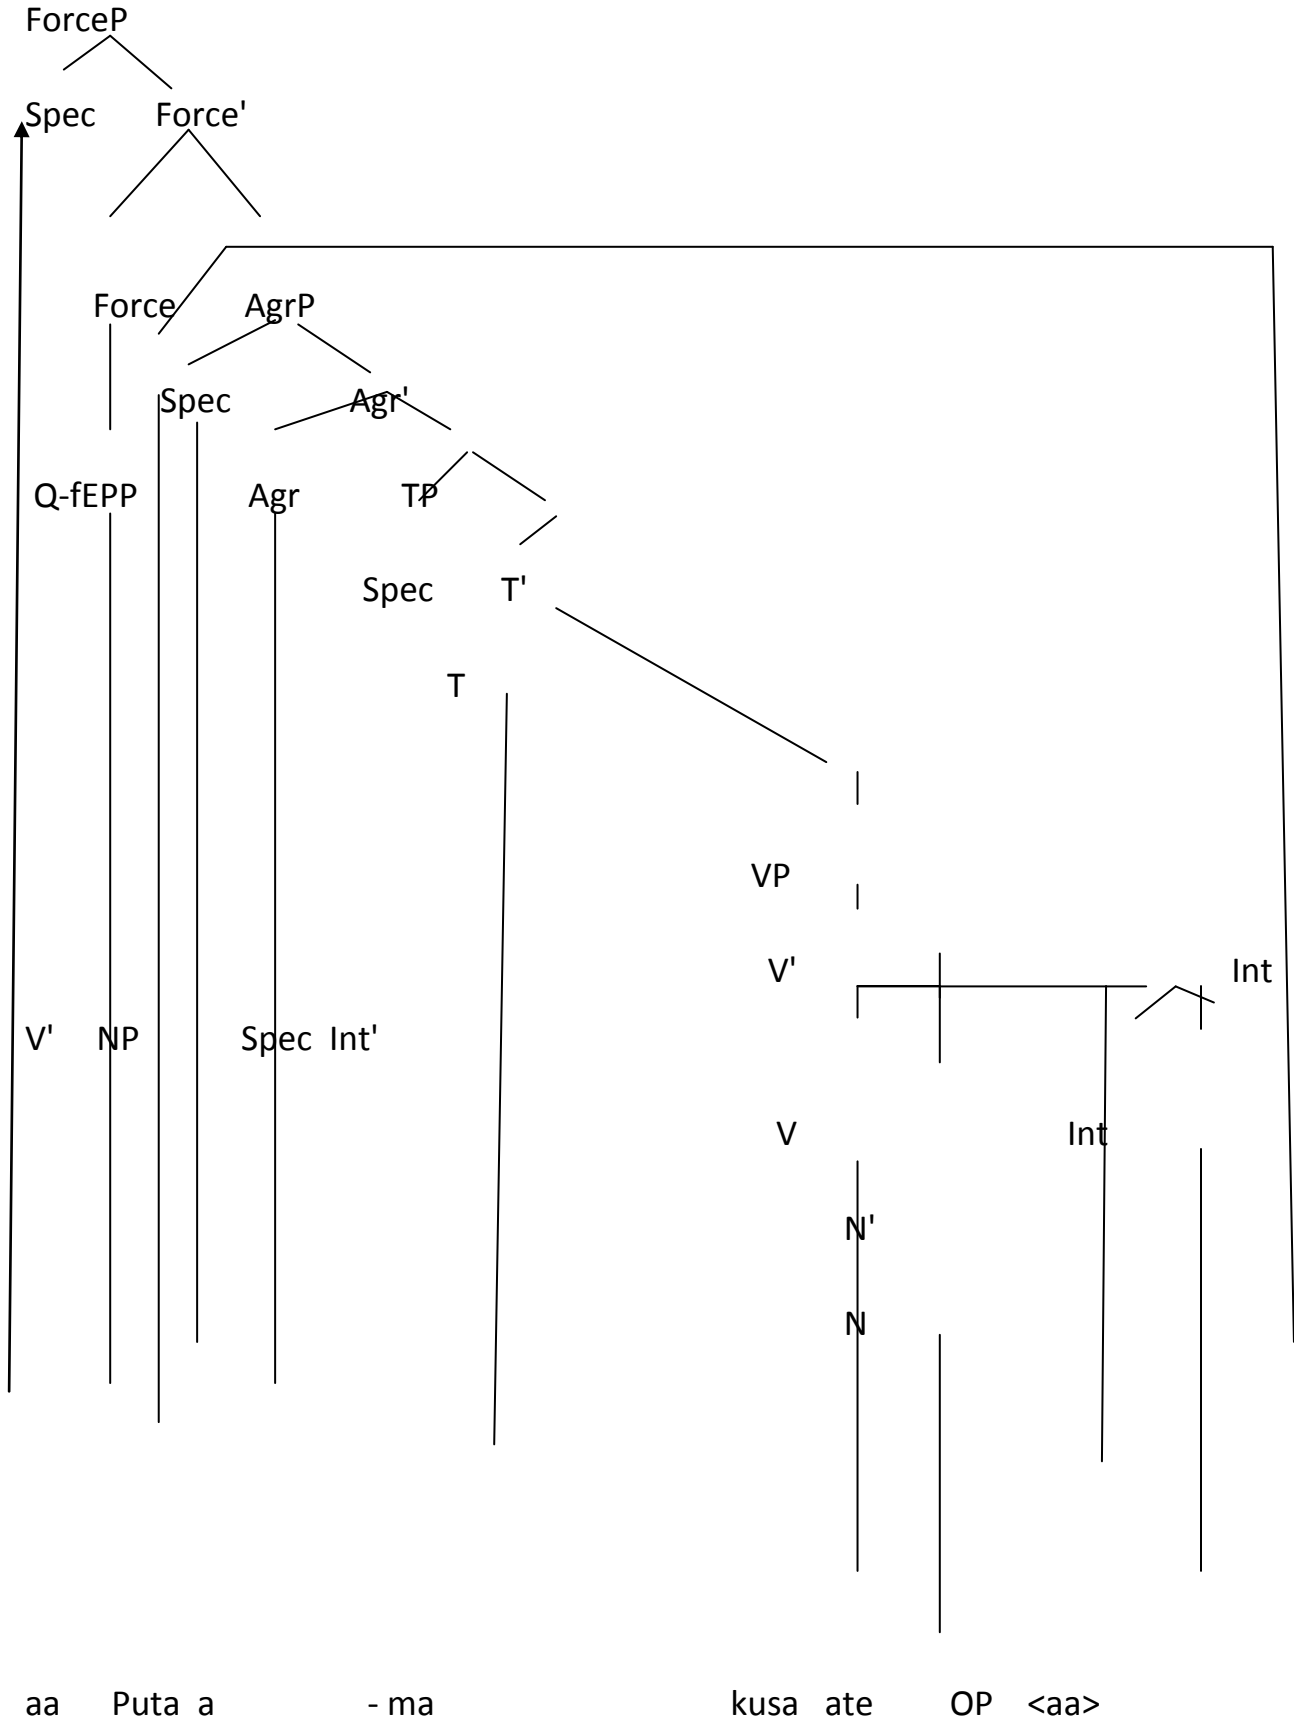 ForceP
Spec Force'
Force AgrP
Spec Agr'
Q-fEPP Agr TP
Spec T'
T
VP
V' Int
V' NP Spec Int'
V Int
N'
N
aa Puta a - ma kusa ate OP <aa>